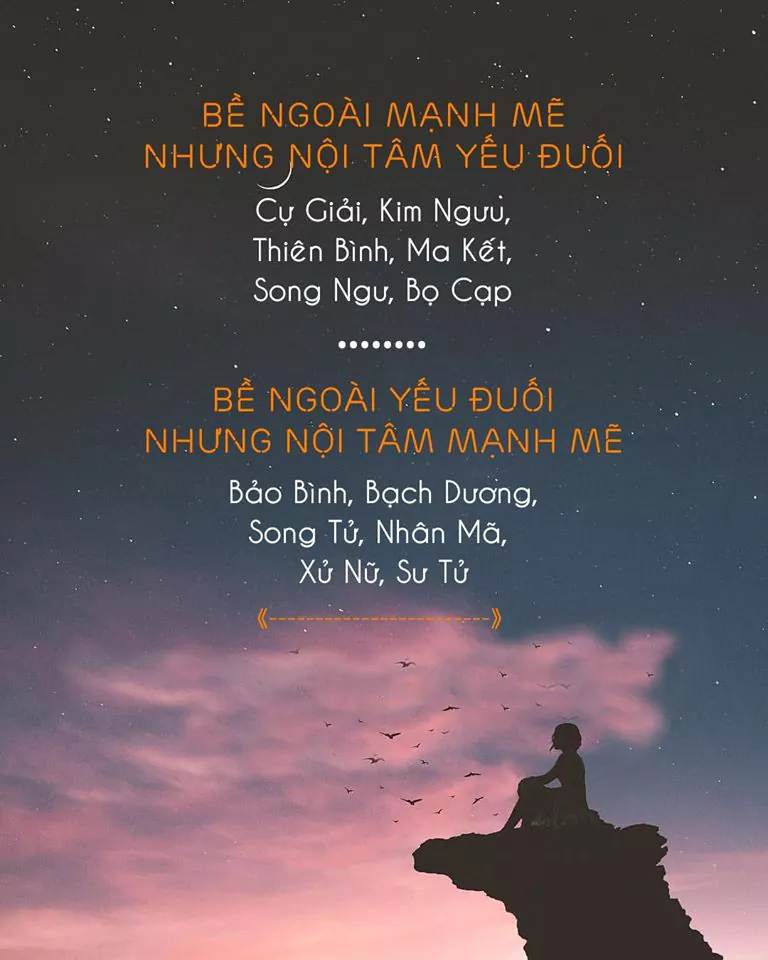 BỀ NGOÀI MẠNH MẼ
NHƯNG NỘI TÂM YẾU ĐUỐI
Cự Giải, Kim Ngưu,
Thiên Bình, Ma Kết,
Song Ngư, Bọ Cạp
••••••••
BỀ NGOÀI YẾU ĐUỐI
NHƯNG NỘI TÂM MẠNH MẼ
Bảo Bình, Bạch Dương,
Song Tử, Nhân Mã,
Xử Nữ, Sư Tử
《------------------------》